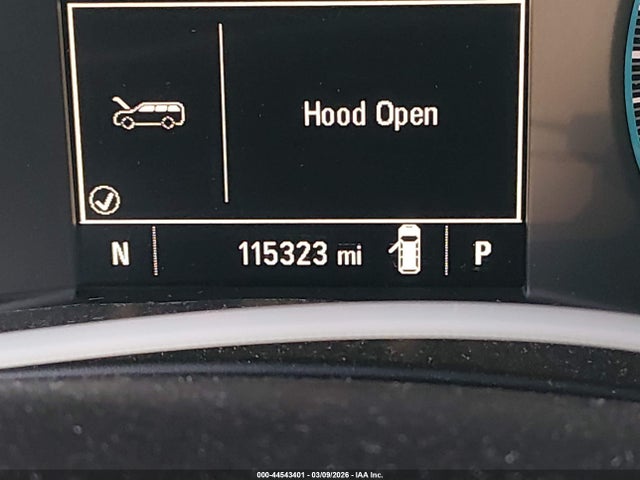 Hood Open
N 115323 mi P
000-44543401 - 03/09/2026 - IAA Inc.